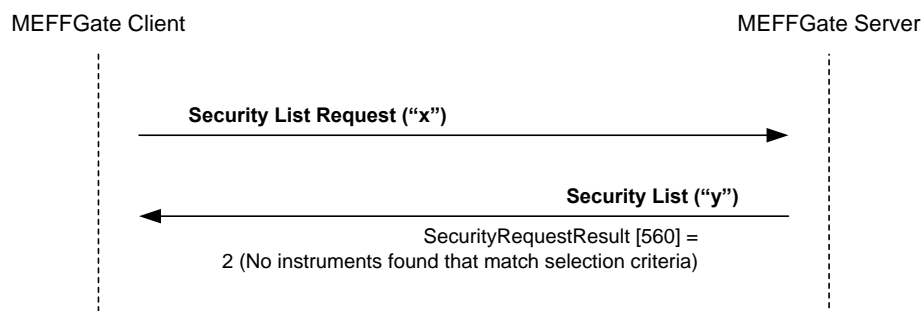 MEFFGate Client
MEFFGate Server
Security List Request (“x”)
Security List (“y”)
SecurityRequestResult [560] =
2 (No instruments found that match selection criteria)